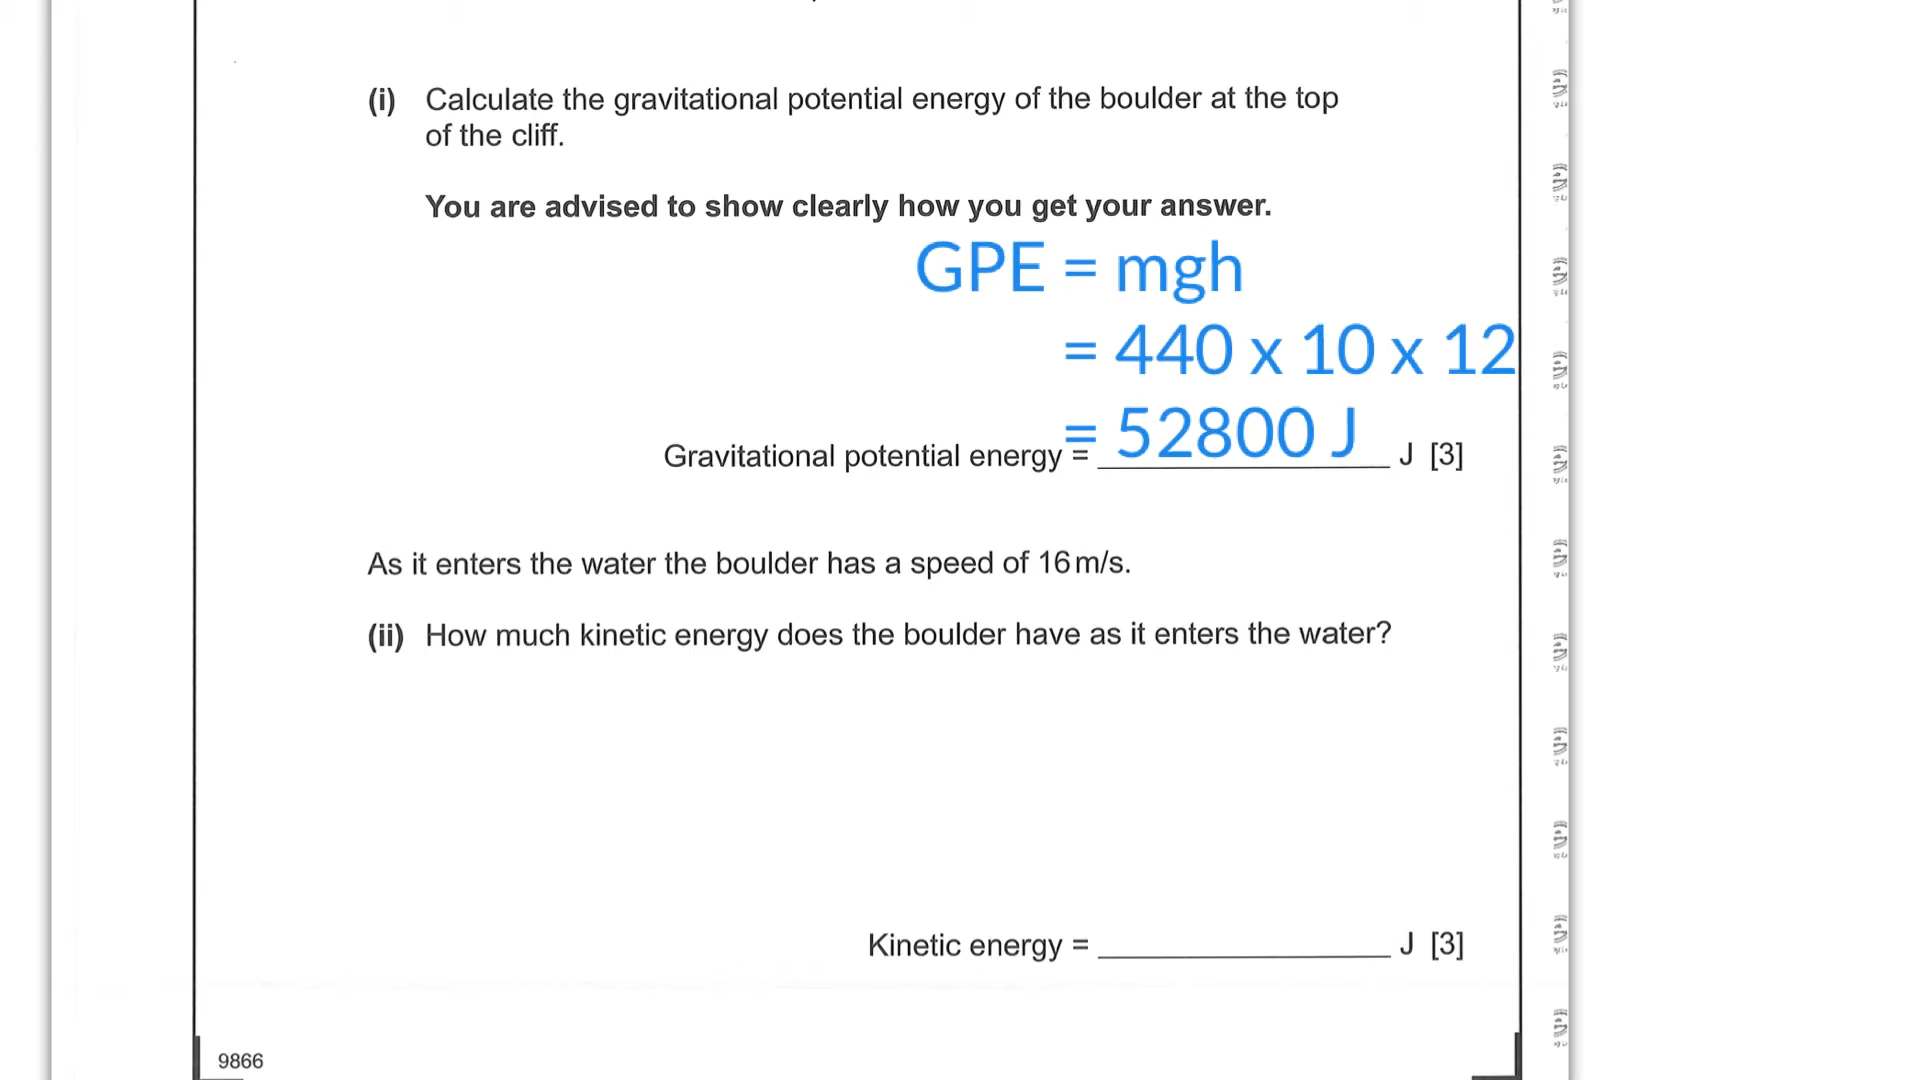 (i) Calculate the gravitational potential energy of the boulder at the top
of the cliff.
You are advised to show clearly how you get your answer.
GPE = mgh
= 440 x 10 x 12
= 52800 J
Gravitational potential energy = ____________ J [3]
As it enters the water the boulder has a speed of 16 m/s.
(ii) How much kinetic energy does the boulder have as it enters the water?
Kinetic energy = ____________ J [3]
9866